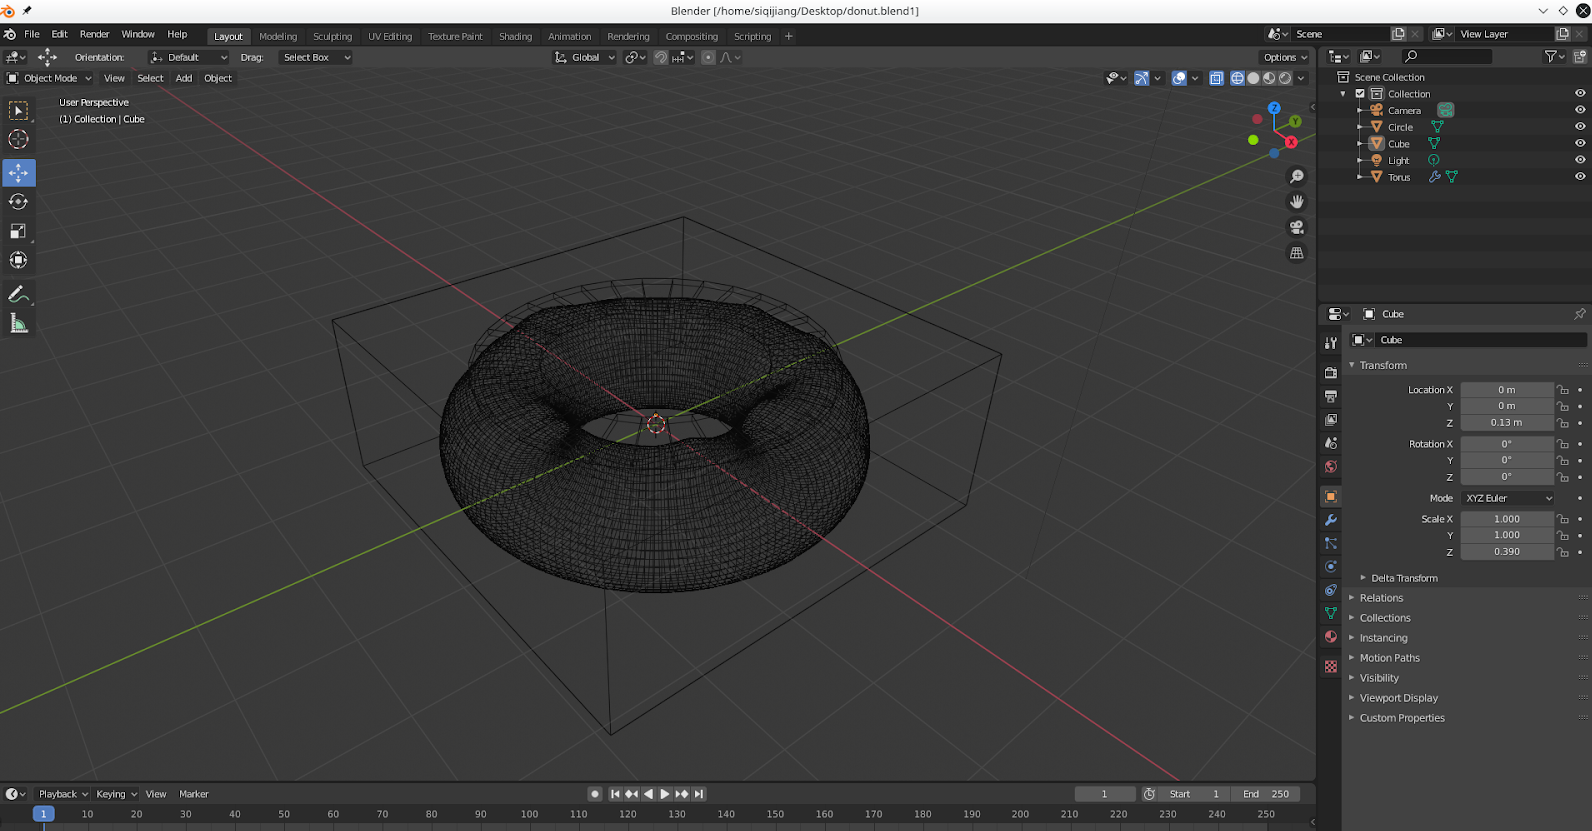 Blender [/home/siqijiang/Desktop/donut.blend1]
File Edit Render Window Help Layout Modeling Sculpting UV Editing Texture Paint Shading Animation Rendering Compositing Scripting + Scene View Layer
Orientation: Default Drag: Select Box Global Options
Object Mode View Select Add Object
User Perspective
(1) Collection | Cube
Z
Y
X
Scene Collection
Collection
Camera
Circle
Cube
Light
Torus
Cube
Cube
Transform
Location X 0 m
Y 0 m
Z 0.13 m
Rotation X 0°
Y 0°
Z 0°
Mode XYZ Euler
Scale X 1.000
Y 1.000
Z 0.390
Delta Transform
Relations
Collections
Instancing
Motion Paths
Visibility
Viewport Display
Custom Properties
Playback Keying View Marker 1 Start 1 End 250
1 10 20 30 40 50 60 70 80 90 100 110 120 130 140 150 160 170 180 190 200 210 220 230 240 250